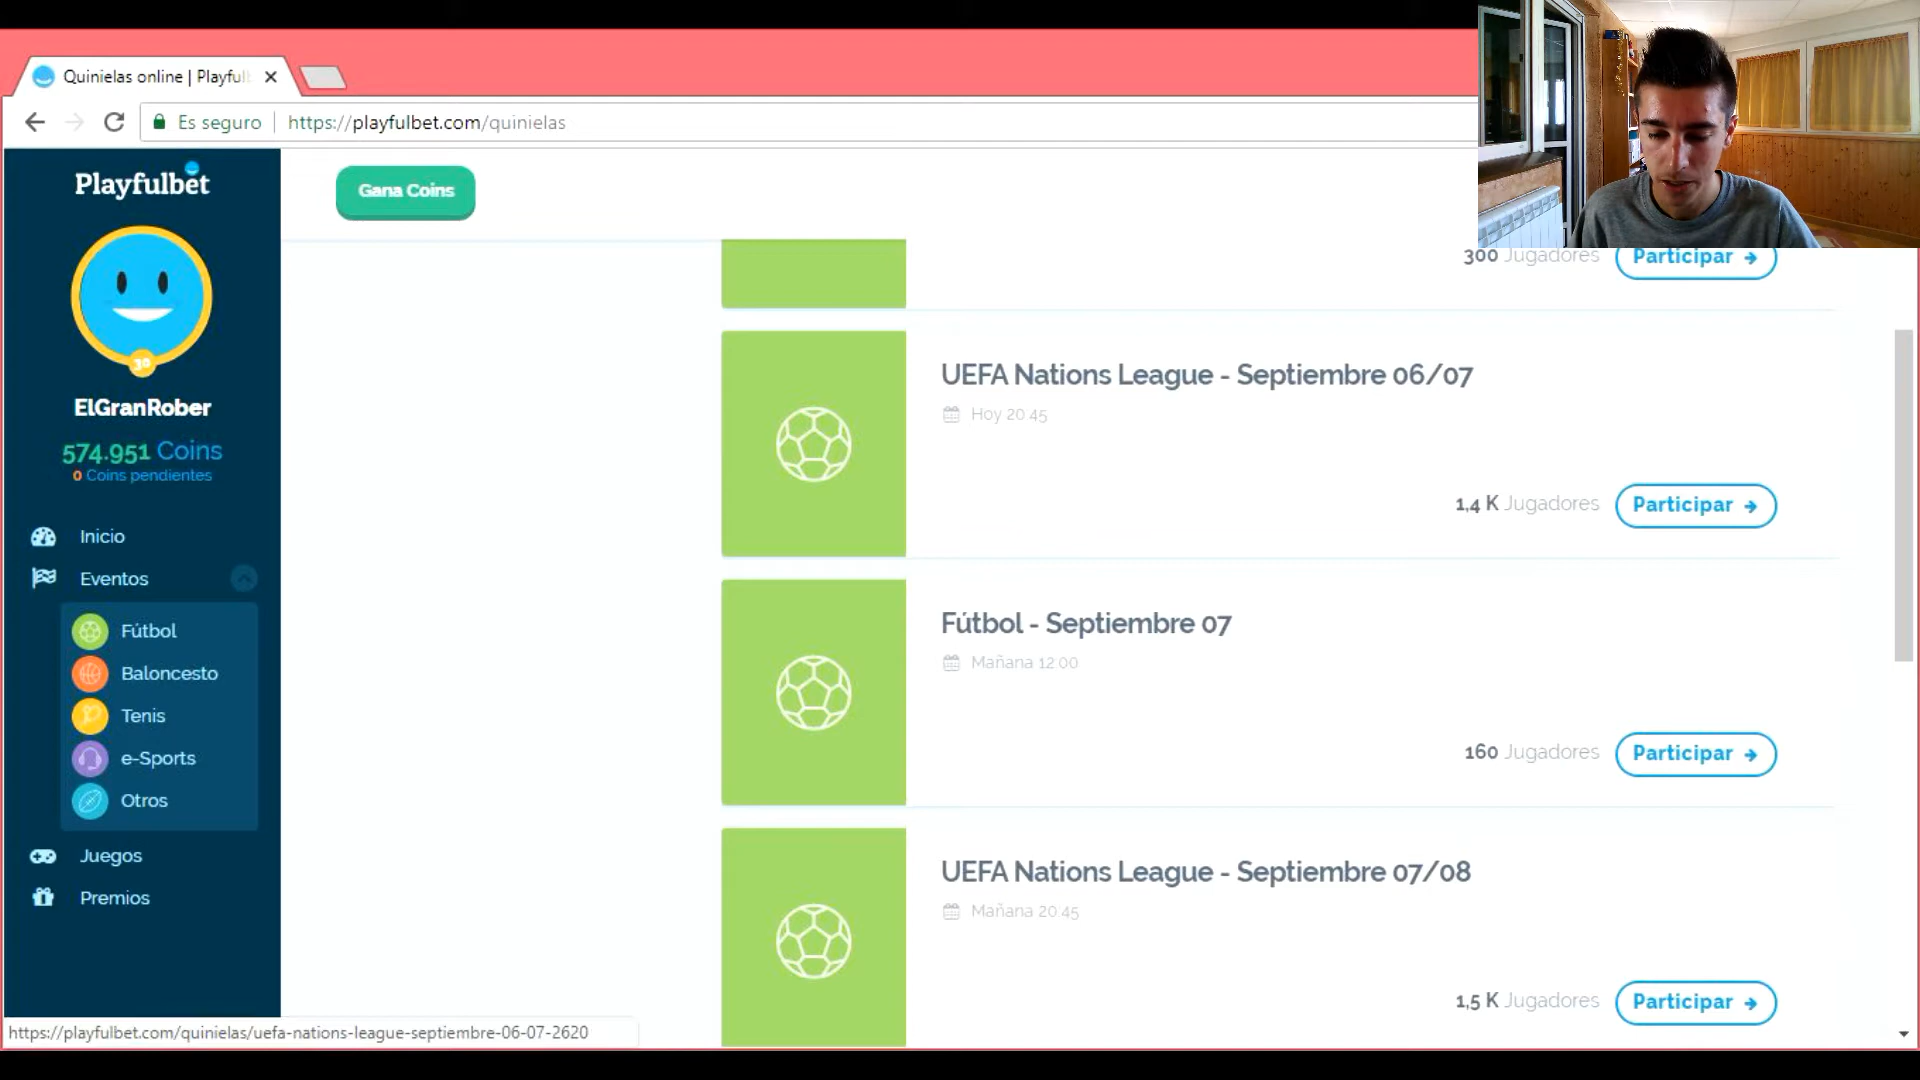 Quinielas online | Playful
Es seguro
https://playfulbet.com/quinielas
Playfulbet
Gana Coins
300 Jugadores
Participar
30
ElGranRober
574.951 Coins
0 Coins pendientes
UEFA Nations League - Septiembre 06/07
Hoy 20:45
1,4 K Jugadores
Participar
Inicio
Eventos
Fútbol
Baloncesto
Tenis
e-Sports
Otros
Juegos
Premios
Fútbol - Septiembre 07
Mañana 12:00
160 Jugadores
Participar
UEFA Nations League - Septiembre 07/08
Mañana 20:45
1,5 K Jugadores
Participar
https://playfulbet.com/quinielas/uefa-nations-league-septiembre-06-07-2620